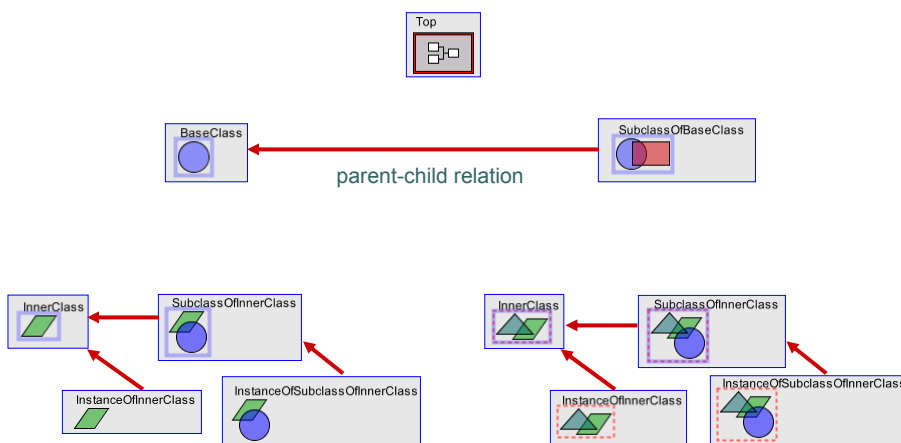 Top
BaseClass
SubclassOfBaseClass
parent-child relation
InnerClass
SubclassOfInnerClass
InnerClass
SubclassOfInnerClass
InstanceOfInnerClass
InstanceOfSubclassOfInnerClass
InstanceOfInnerClass
InstanceOfSubclassOfInnerClass